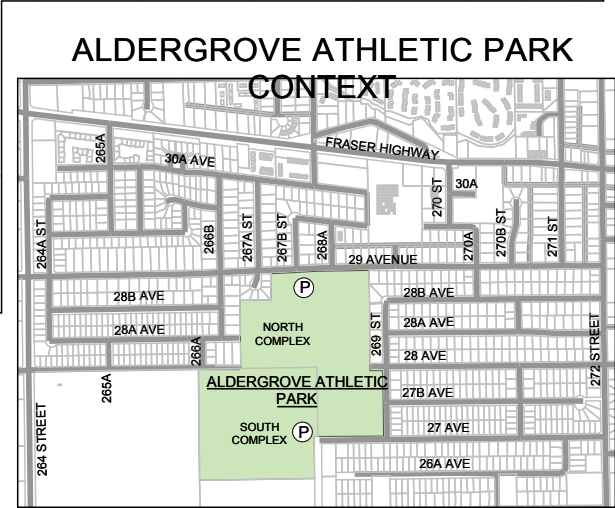 ALDERGROVE ATHLETIC PARK
CONTEXT
FRASER HIGHWAY
265A
30A AVE
30A
270 ST
264A ST
266B
267A ST
267B ST
268A
270A
270B ST
271 ST
29 AVENUE
P
28B AVE
28B AVE
NORTH
COMPLEX
269 ST
28A AVE
28A AVE
272 STREET
266A
28 AVE
265A
ALDERGROVE ATHLETIC
PARK
27B AVE
264 STREET
SOUTH
COMPLEX
P
27 AVE
26A AVE